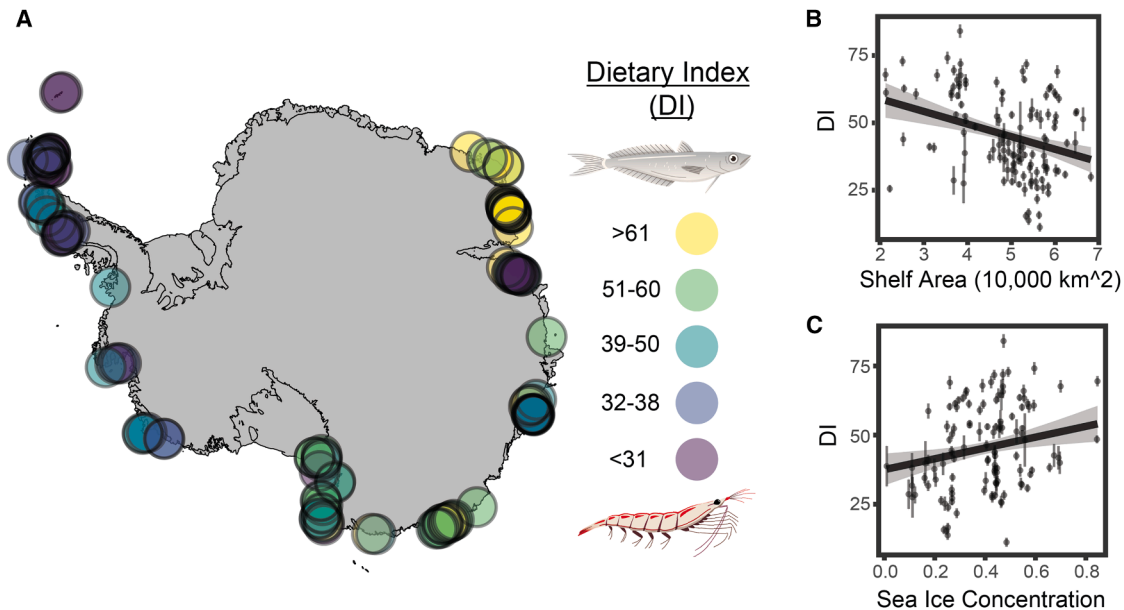 A
Dietary Index
(DI)
>61
51-60
39-50
32-38
<31
B
DI
75
50
25
2 3 4 5 6 7
Shelf Area (10,000 km^2)
C
DI
75
50
25
0.0 0.2 0.4 0.6 0.8
Sea Ice Concentration